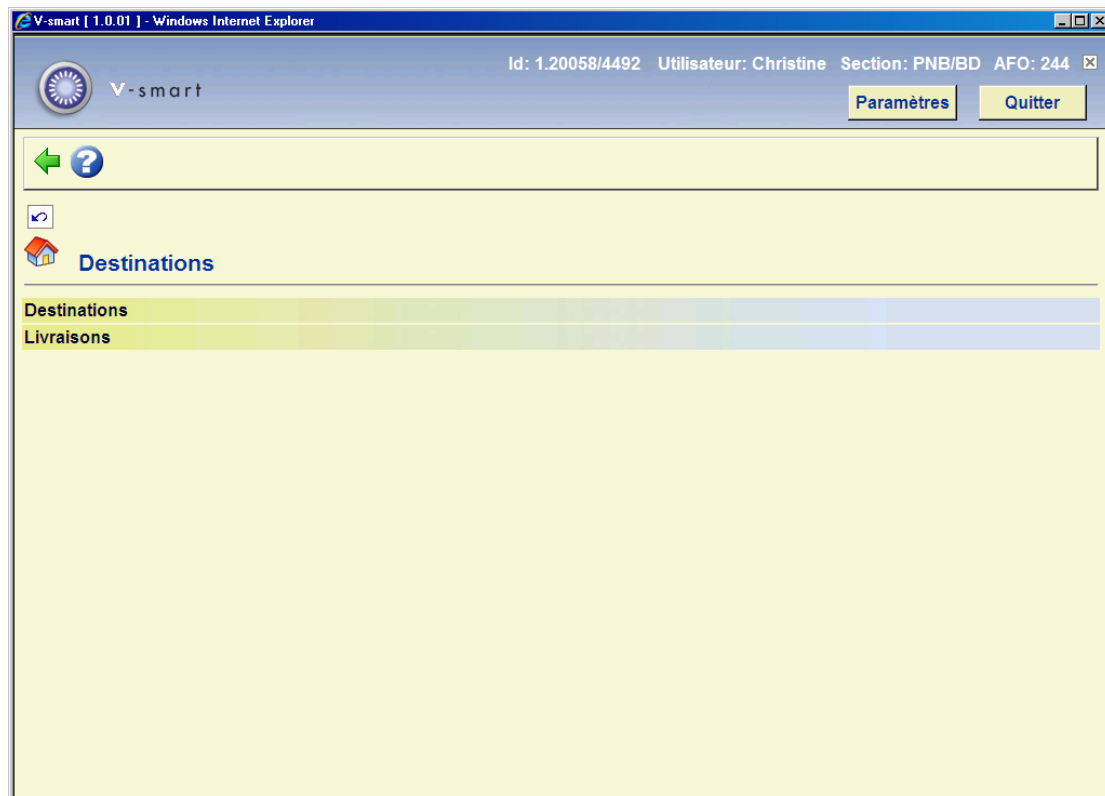 V-smart [ 1.0.01 ] - Windows Internet Explorer
Id: 1.20058/4492 Utilisateur: Christine Section: PNB/BD AFO: 244
V-smart
Paramètres Quitter
Destinations
Destinations
Livraisons